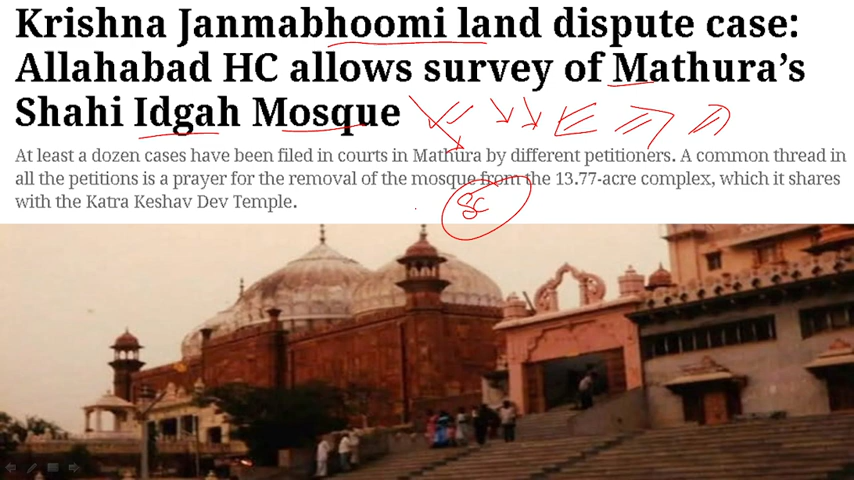 Krishna Janmabhoomi land dispute case:
Allahabad HC allows survey of Mathura's
Shahi Idgah Mosque
At least a dozen cases have been filed in courts in Mathura by different petitioners. A common thread in
all the petitions is a prayer for the removal of the mosque from the 13.77-acre complex, which it shares
with the Katra Keshav Dev Temple.
SC